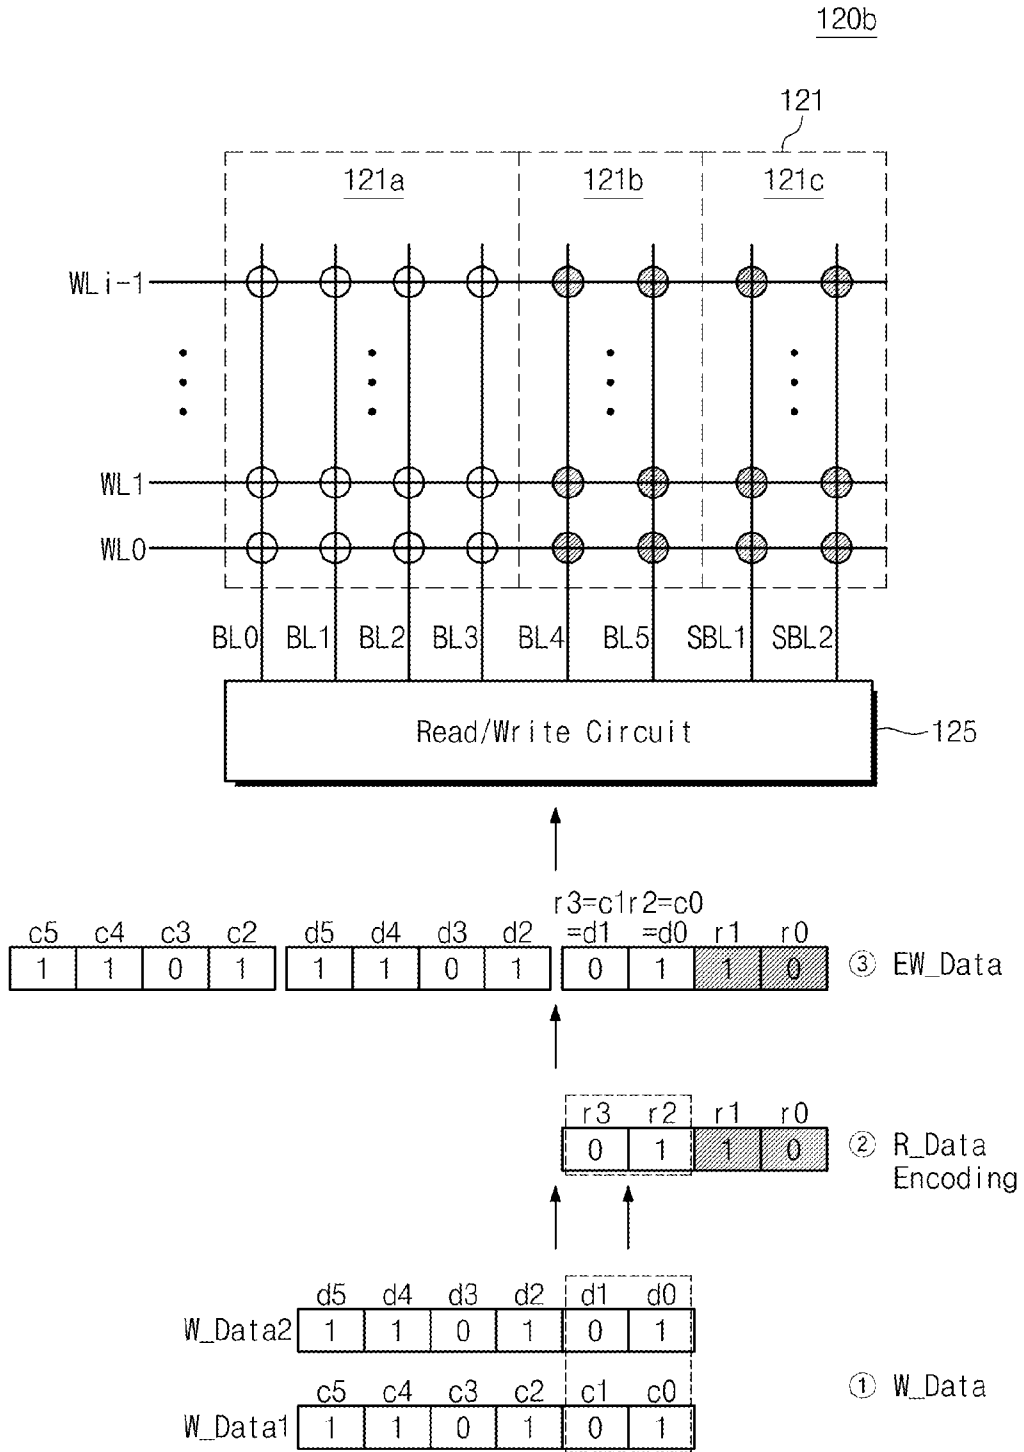 120b
121
121a 121b 121c
WLi-1
WL1
WL0
BL0 BL1 BL2 BL3 BL4 BL5 SBL1 SBL2
Read/Write Circuit
125
r3=c1 r2=c0
c5 c4 c3 c2 d5 d4 d3 d2 =d1 =d0 r1 r0
1 1 0 1 1 1 0 1 0 1 1 0 ③ EW_Data
r3 r2 r1 r0
0 1 1 0 ② R_Data
Encoding
d5 d4 d3 d2 d1 d0
W_Data2 1 1 0 1 0 1
c5 c4 c3 c2 c1 c0
① W_Data
W_Data1 1 1 0 1 0 1